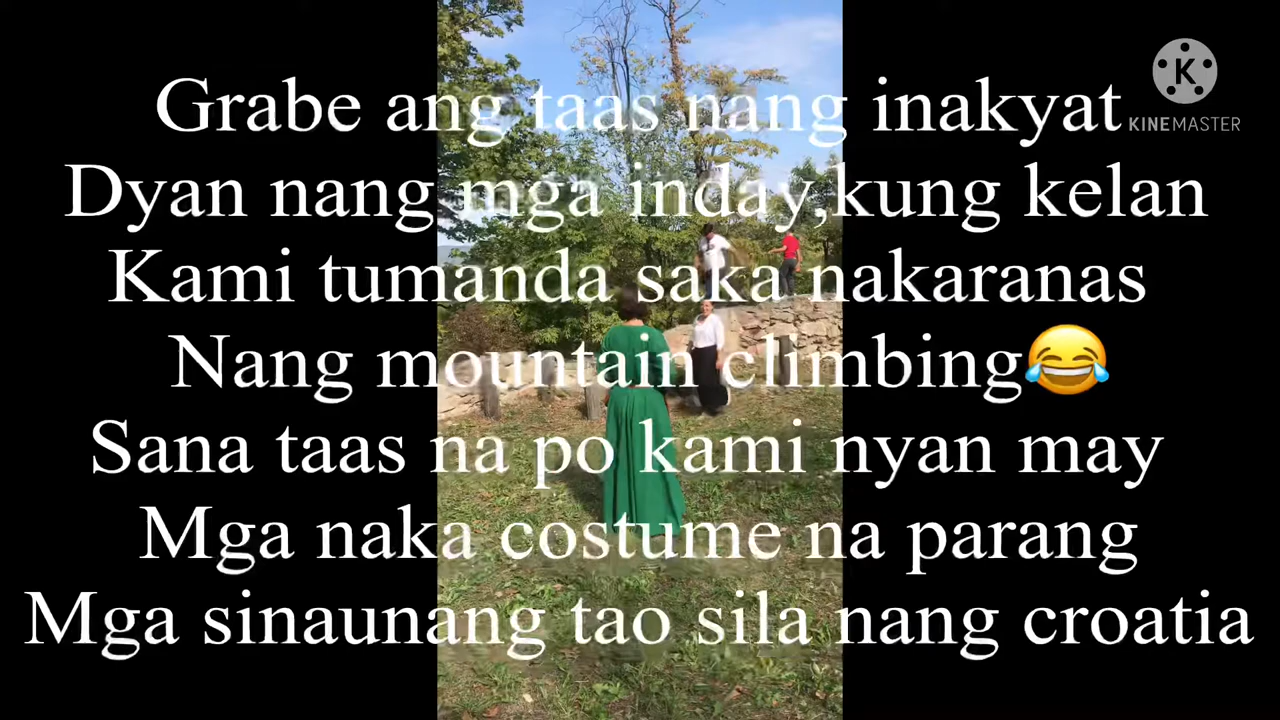 Grabe ang taas nang inakyat
Dyan nang mga inday,kung kelan
Kami tumanda saka nakaranas
Nang mountain climbing😂
Sana taas na po kami nyan may
Mga naka costume na parang
Mga sinaunang tao sila nang croatia
K
KINEMASTER